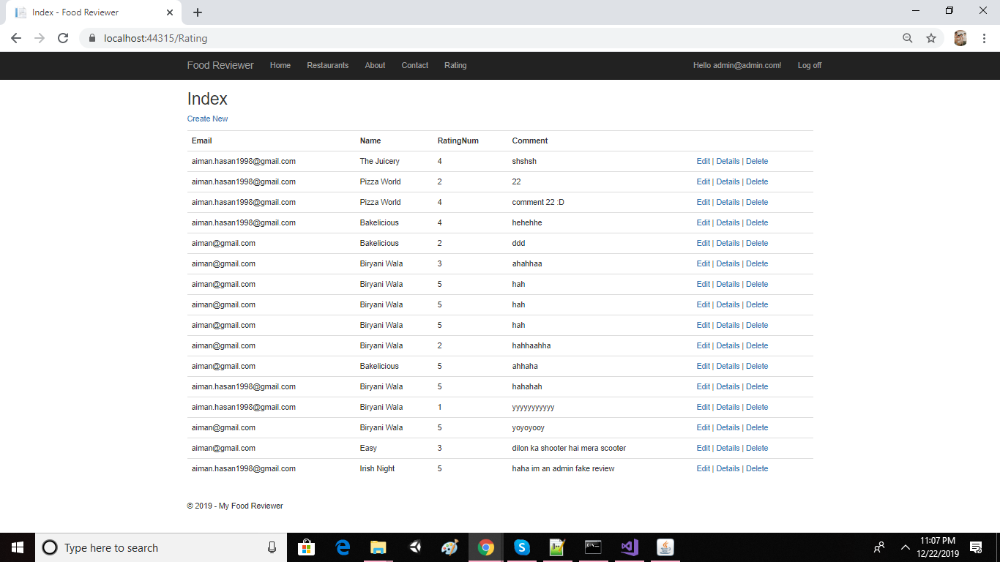 Index - Food Reviewer
localhost:44315/Rating
Food Reviewer Home Restaurants About Contact Rating Hello admin@admin.com! Log off
Index
Create New
Email Name RatingNum Comment
aiman.hasan1998@gmail.com The Juicery 4 shshsh Edit | Details | Delete
aiman.hasan1998@gmail.com Pizza World 2 22 Edit | Details | Delete
aiman.hasan1998@gmail.com Pizza World 4 comment 22 :D Edit | Details | Delete
aiman.hasan1998@gmail.com Bakelicious 4 hehehhe Edit | Details | Delete
aiman@gmail.com Bakelicious 2 ddd Edit | Details | Delete
aiman@gmail.com Biryani Wala 3 ahahhaa Edit | Details | Delete
aiman@gmail.com Biryani Wala 5 hah Edit | Details | Delete
aiman@gmail.com Biryani Wala 5 hah Edit | Details | Delete
aiman@gmail.com Biryani Wala 5 hah Edit | Details | Delete
aiman@gmail.com Biryani Wala 2 hahhaahha Edit | Details | Delete
aiman@gmail.com Bakelicious 5 ahhaha Edit | Details | Delete
aiman.hasan1998@gmail.com Biryani Wala 5 hahahah Edit | Details | Delete
aiman.hasan1998@gmail.com Biryani Wala 1 yyyyyyyyyyy Edit | Details | Delete
aiman@gmail.com Biryani Wala 5 yoyoyooy Edit | Details | Delete
aiman@gmail.com Easy 3 dilon ka shooter hai mera scooter Edit | Details | Delete
aiman.hasan1998@gmail.com Irish Night 5 haha im an admin fake review Edit | Details | Delete
© 2019 - My Food Reviewer
Type here to search
11:07 PM
12/22/2019